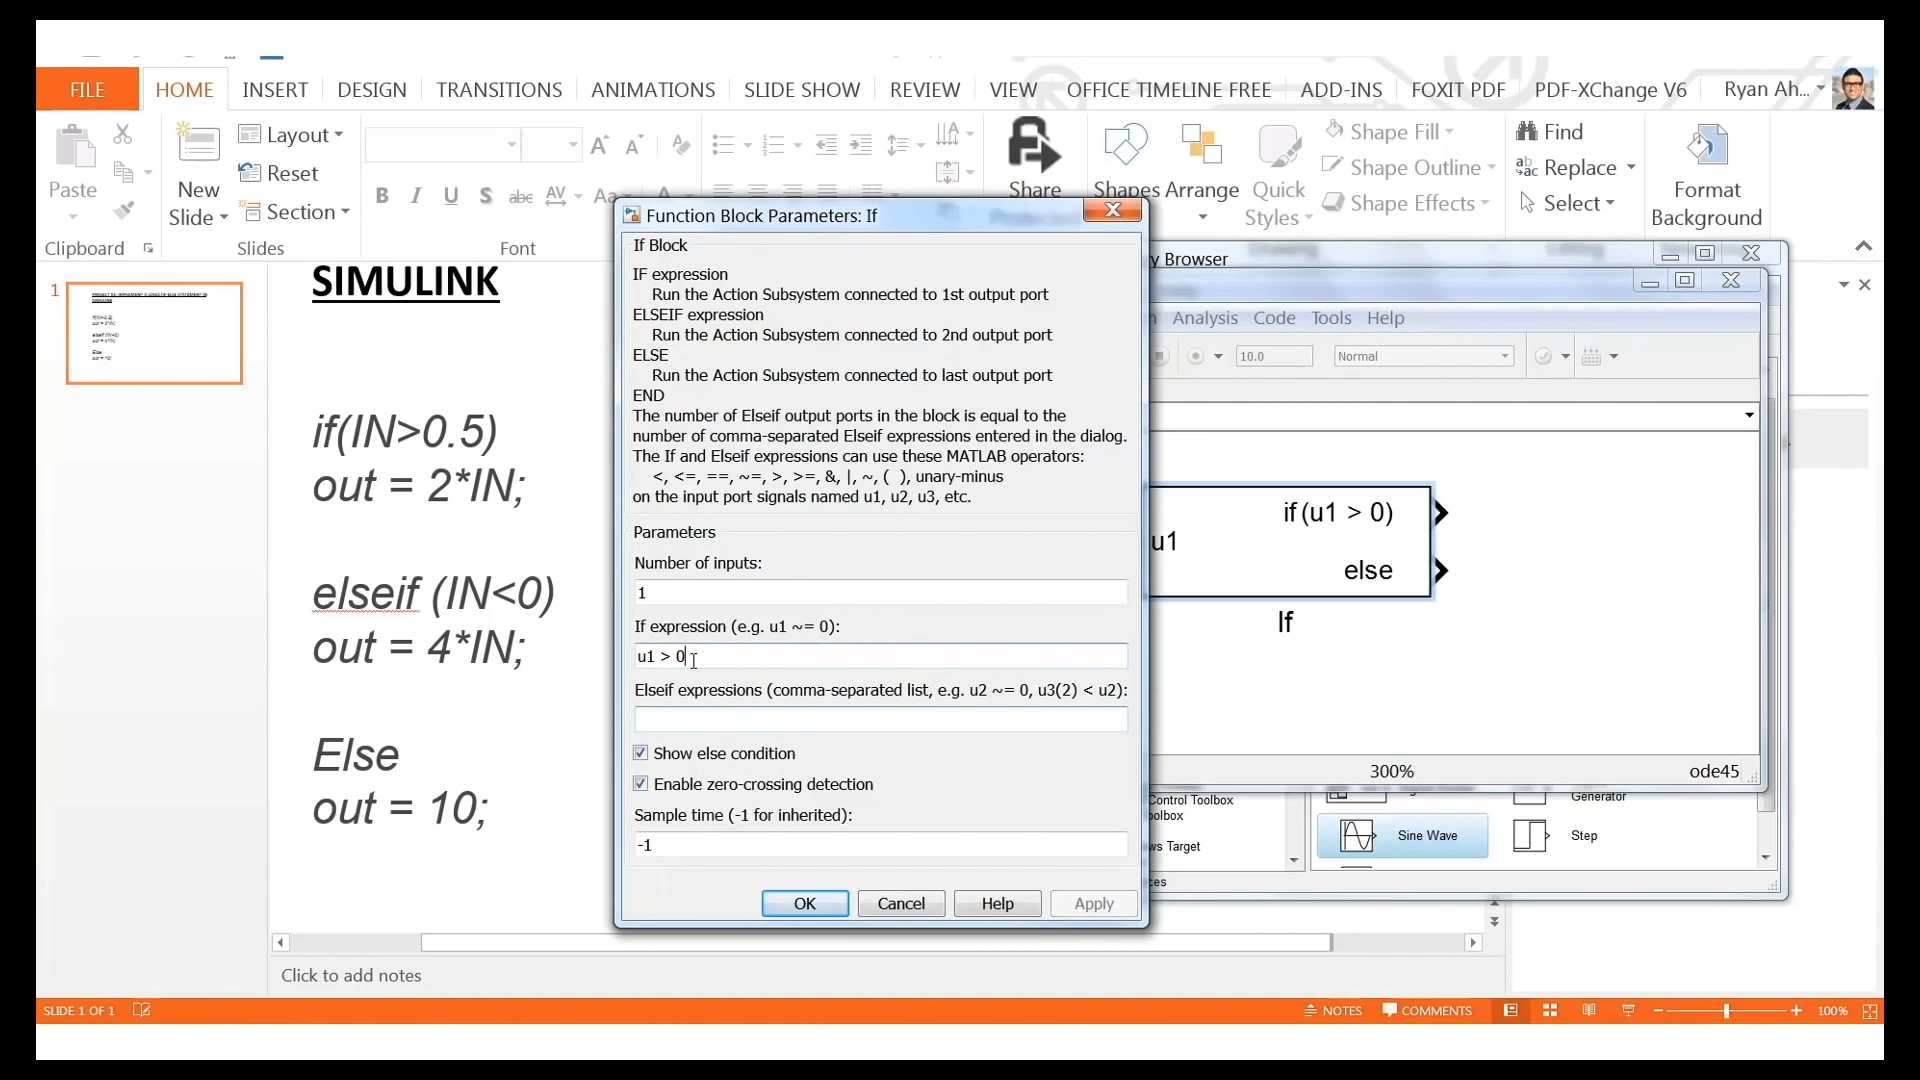 FILE HOME INSERT DESIGN TRANSITIONS ANIMATIONS SLIDE SHOW REVIEW VIEW OFFICE TIMELINE FREE ADD-INS FOXIT PDF PDF-XChange V6 Ryan Ah...
Paste
New
Slide
Layout
Reset
Section
B I U S abc AV Aa A
Share
Shapes
Arrange
Quick
Styles
Shape Fill
Shape Outline
Shape Effects
Find
Replace
Select
Format
Background
Clipboard Slides Font Drawing Editing
1
SIMULINK
if(IN>0.5)
out = 2*IN;
elseif (IN<0)
out = 4*IN;
Else
out = 10;
Function Block Parameters: If
If Block
IF expression
Run the Action Subsystem connected to 1st output port
ELSEIF expression
Run the Action Subsystem connected to 2nd output port
ELSE
Run the Action Subsystem connected to last output port
END
The number of Elseif output ports in the block is equal to the
number of comma-separated Elseif expressions entered in the dialog.
The If and Elseif expressions can use these MATLAB operators:
<, <=, ==, ~=, >, >=, &, |, ~, ( ), unary-minus
on the input port signals named u1, u2, u3, etc.
Parameters
Number of inputs:
1
If expression (e.g. u1 ~= 0):
u1 > 0
Elseif expressions (comma-separated list, e.g. u2 ~= 0, u3(2) < u2):
Show else condition
Enable zero-crossing detection
Sample time (-1 for inherited):
-1
OK Cancel Help Apply
y Browser
Analysis Code Tools Help
10.0 Normal
u1
if (u1 > 0)
else
If
300% ode45
Control Toolbox
olbox
ws Target
Generator
Sine Wave
Step
ces
Click to add notes
SLIDE 1 OF 1 NOTES COMMENTS 100%